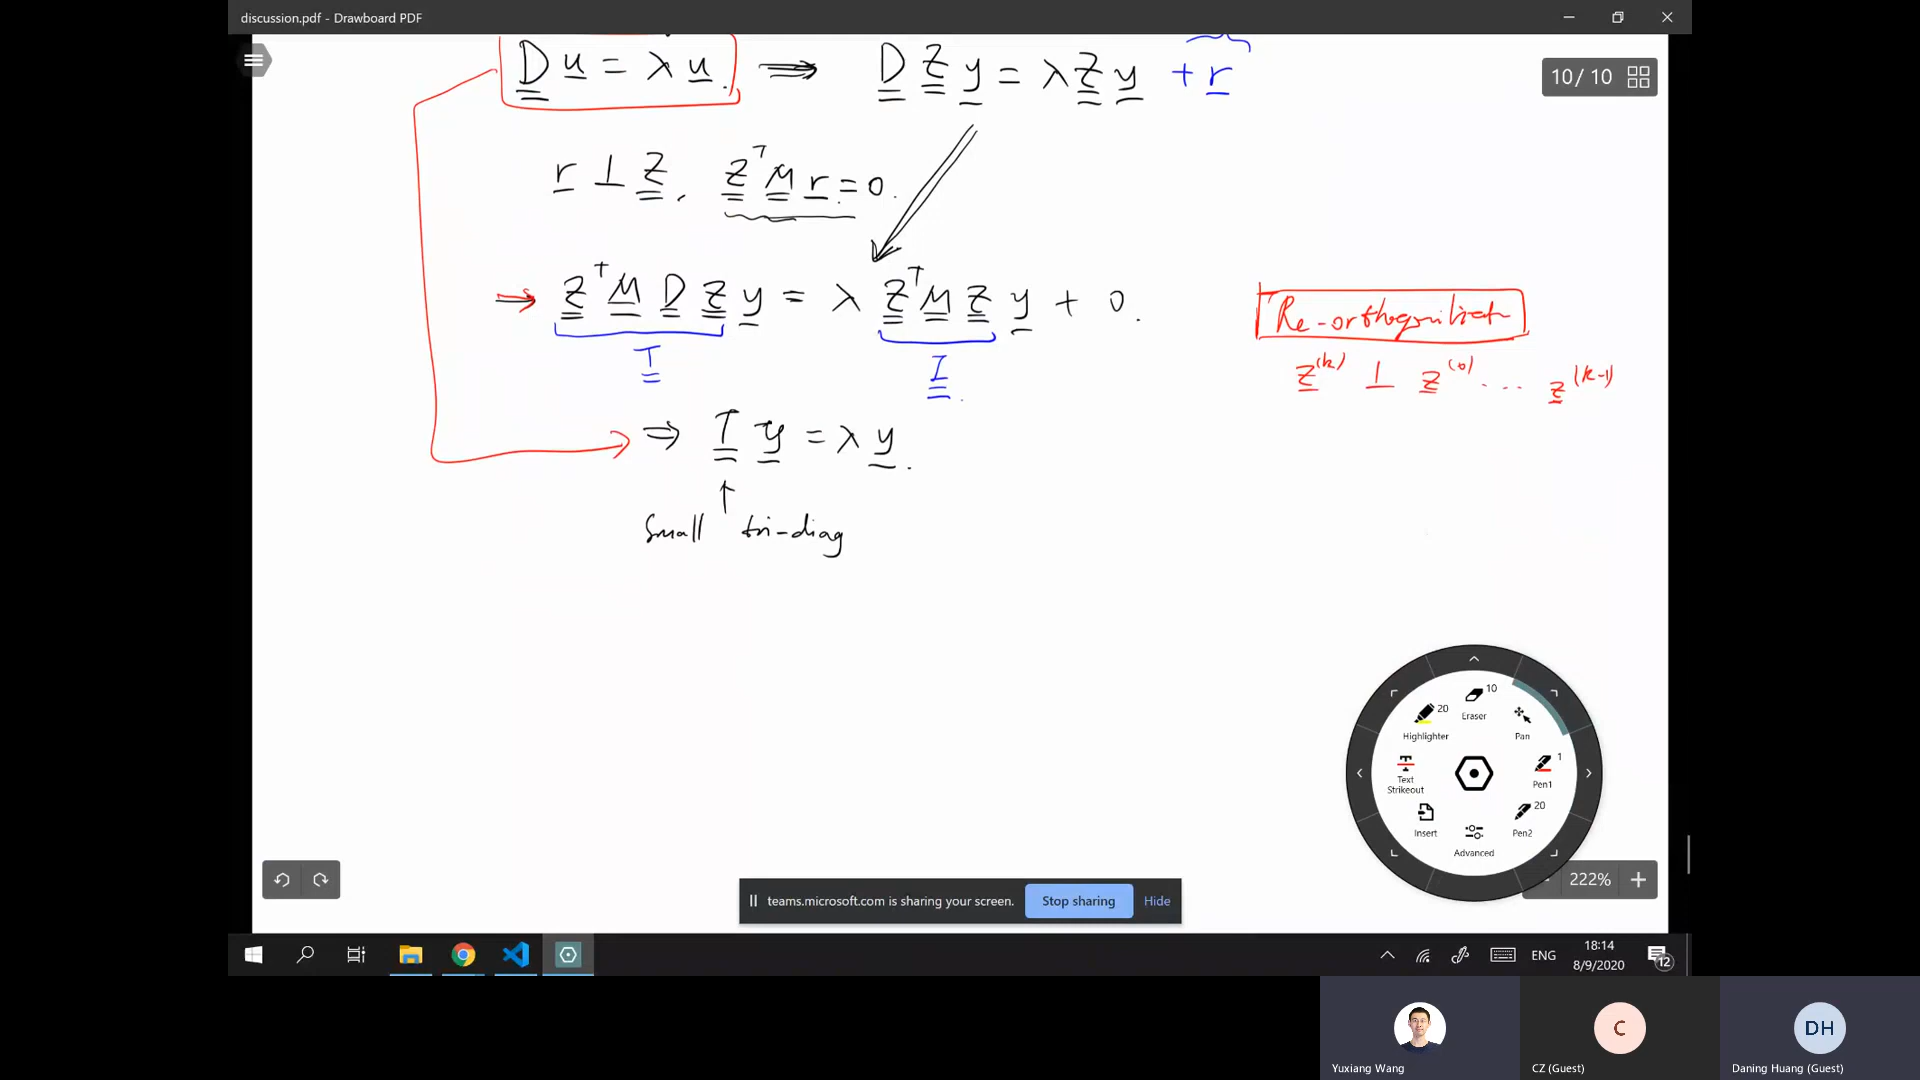 discussion.pdf - Drawboard PDF
D u = λ u . ⟹ D Z y = λ Z y + r
10 / 10
r ⊥ Z , Z^T M r = 0.
⇒ Z^T M D Z y = λ Z^T M Z y + 0.
T I
Re-orthogonilizat
z^(k) ⊥ z^(0) ... z^(k-1)
⇒ T y = λ y .
↑
Small tri-diag
10
Eraser
20
Highlighter
Pan
Text
Strikeout
1
Pen1
Insert
20
Pen2
Advanced
222%
teams.microsoft.com is sharing your screen. Stop sharing Hide
ENG
18:14
8/9/2020
12
C
DH
Yuxiang Wang
CZ (Guest)
Daning Huang (Guest)